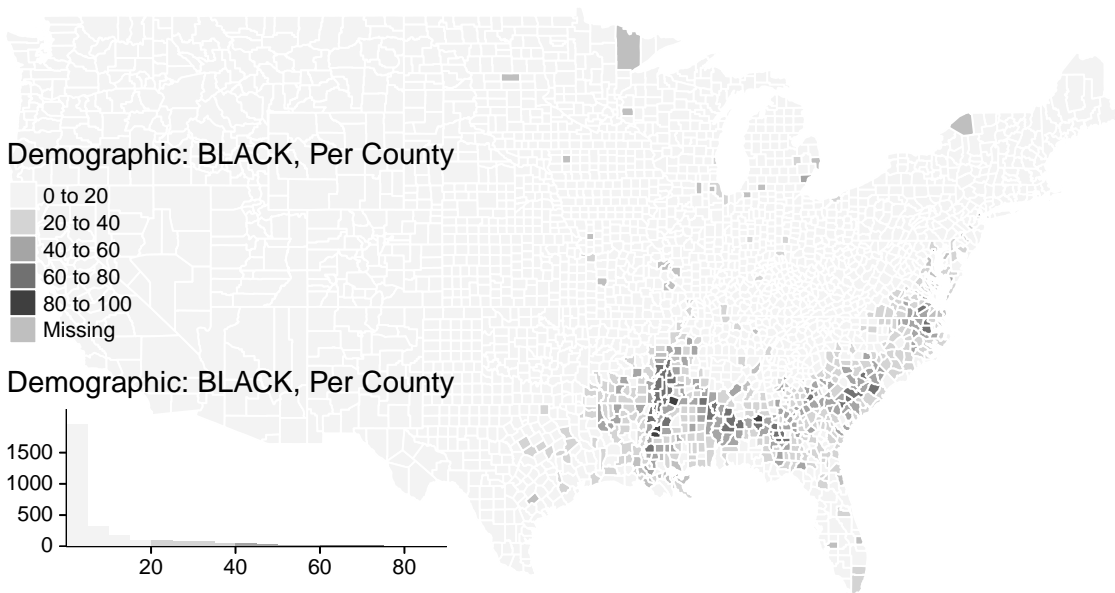 Demographic: BLACK, Per County
0 to 20
20 to 40
40 to 60
60 to 80
80 to 100
Missing
Demographic: BLACK, Per County
1500
1000
500
0
20 40 60 80